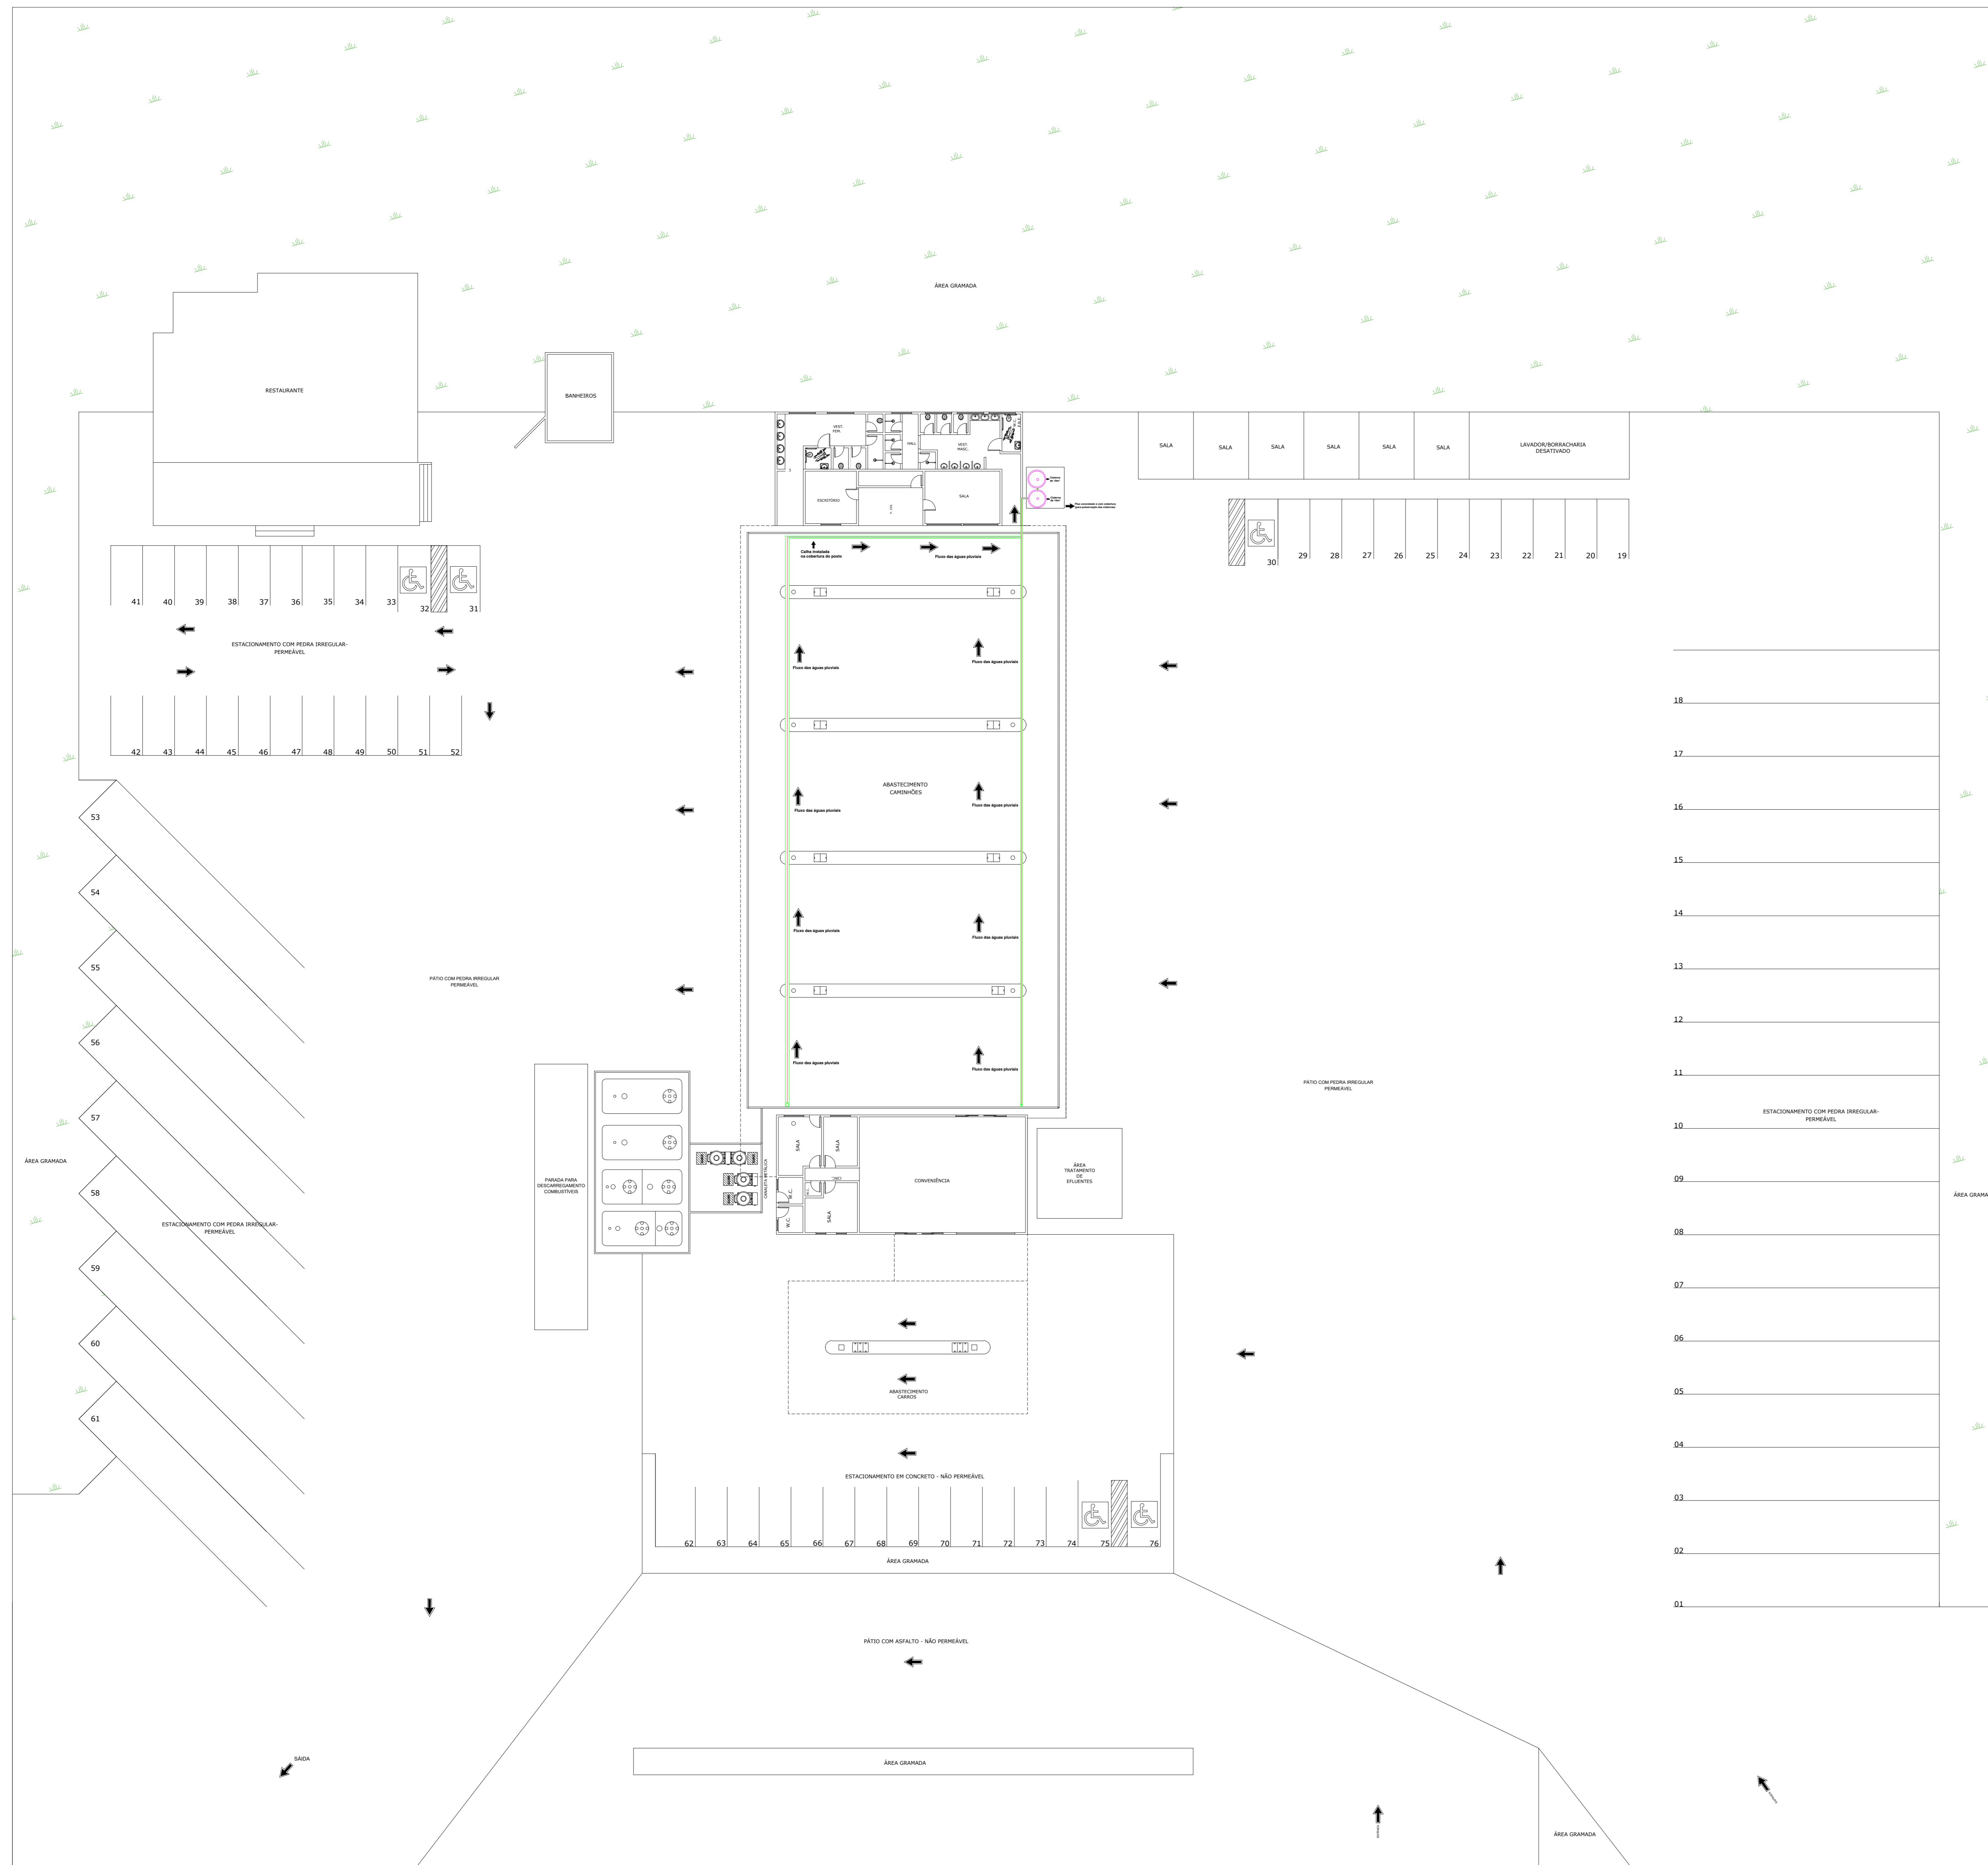 ÁREA GRAMADA
RESTAURANTE
BANHEIROS
VEST.
FEM.
HALL
VEST.
MASC.
ESCRITÓRIO
SALA
Cisterna
Cisterna
SALA
SALA
SALA
SALA
SALA
SALA
LAVADOR/BORRACHARIA
DESATIVADO
Calha instalada
na cobertura do posto
Fluxo das águas pluviais
30
29
28
27
26
25
24
23
22
21
20
19
41
40
39
38
37
36
35
34
33
32
31
ESTACIONAMENTO COM PEDRA IRREGULAR-
PERMEÁVEL
Fluxo das águas pluviais
Fluxo das águas pluviais
42
43
44
45
46
47
48
49
50
51
52
ABASTECIMENTO
CAMINHÕES
Fluxo das águas pluviais
Fluxo das águas pluviais
Fluxo das águas pluviais
Fluxo das águas pluviais
Fluxo das águas pluviais
Fluxo das águas pluviais
18
17
16
15
14
13
12
11
10
09
08
07
06
05
04
03
02
01
53
54
55
56
57
58
59
60
61
PÁTIO COM PEDRA IRREGULAR
PERMEÁVEL
PÁTIO COM PEDRA IRREGULAR
PERMEÁVEL
ESTACIONAMENTO COM PEDRA IRREGULAR-
PERMEÁVEL
ÁREA GRAMADA
ESTACIONAMENTO COM PEDRA IRREGULAR-
PERMEÁVEL
PARADA PARA
DESCARREGAMENTO
COMBUSTÍVEIS
CANALETA METÁLICA
SALA
SALA
CIRC.
W.C.
W.C.
W.C.
SALA
CONVENIÊNCIA
ÁREA
TRATAMENTO
DE
EFLUENTES
ÁREA GRAMA
ABASTECIMENTO
CARROS
ESTACIONAMENTO EM CONCRETO - NÃO PERMEÁVEL
62
63
64
65
66
67
68
69
70
71
72
73
74
75
76
ÁREA GRAMADA
PÁTIO COM ASFALTO - NÃO PERMEÁVEL
SAIDA
ÁREA GRAMADA
ÁREA GRAMADA